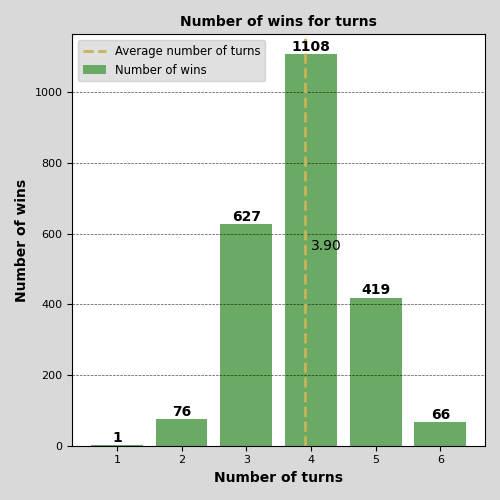 Number of wins for turns
Average number of turns
Number of wins
1108
627
419
76
66
1
3.90
Number of wins
1000
800
600
400
200
0
1 2 3 4 5 6
Number of turns